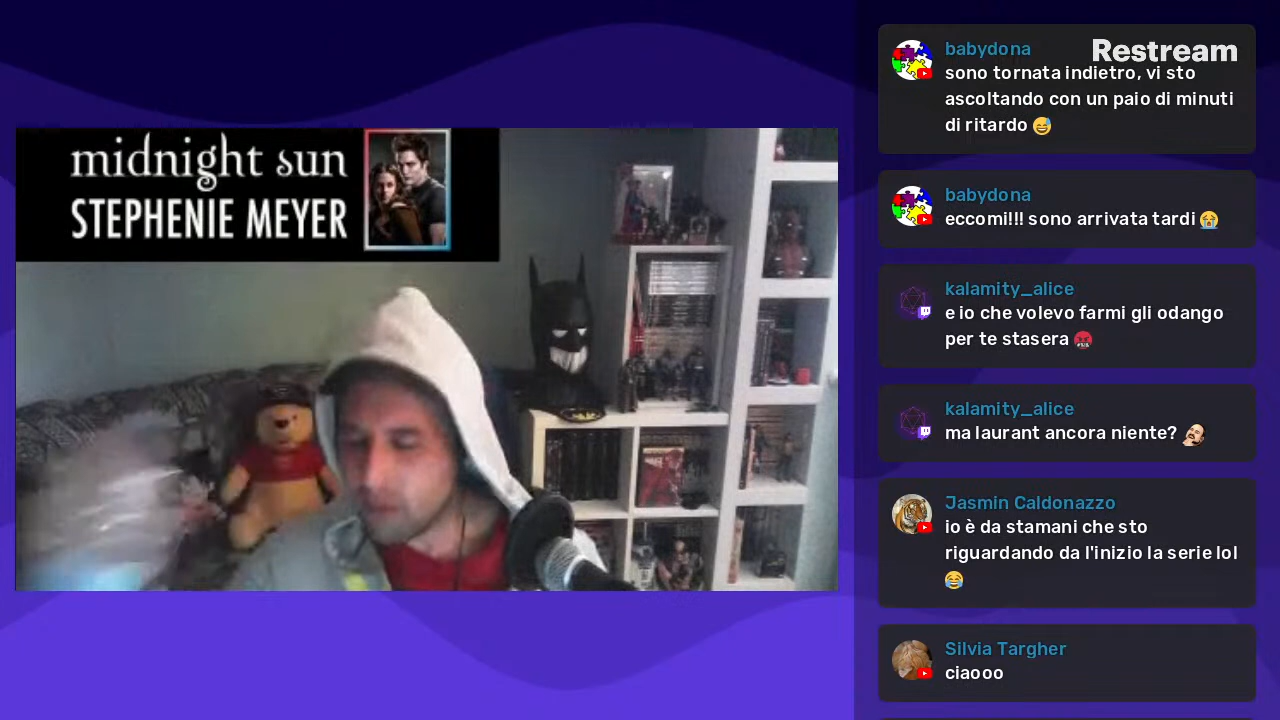 midnight sun
STEPHENIE MEYER
Restream
babydona
sono tornata indietro, vi sto
ascoltando con un paio di minuti
di ritardo 😅
babydona
eccomi!!! sono arrivata tardi 😭
kalamity_alice
e io che volevo farmi gli odango
per te stasera 🤬
kalamity_alice
ma laurant ancora niente?
Jasmin Caldonazzo
io è da stamani che sto
riguardando da l'inizio la serie lol
😂
Silvia Targher
ciaooo